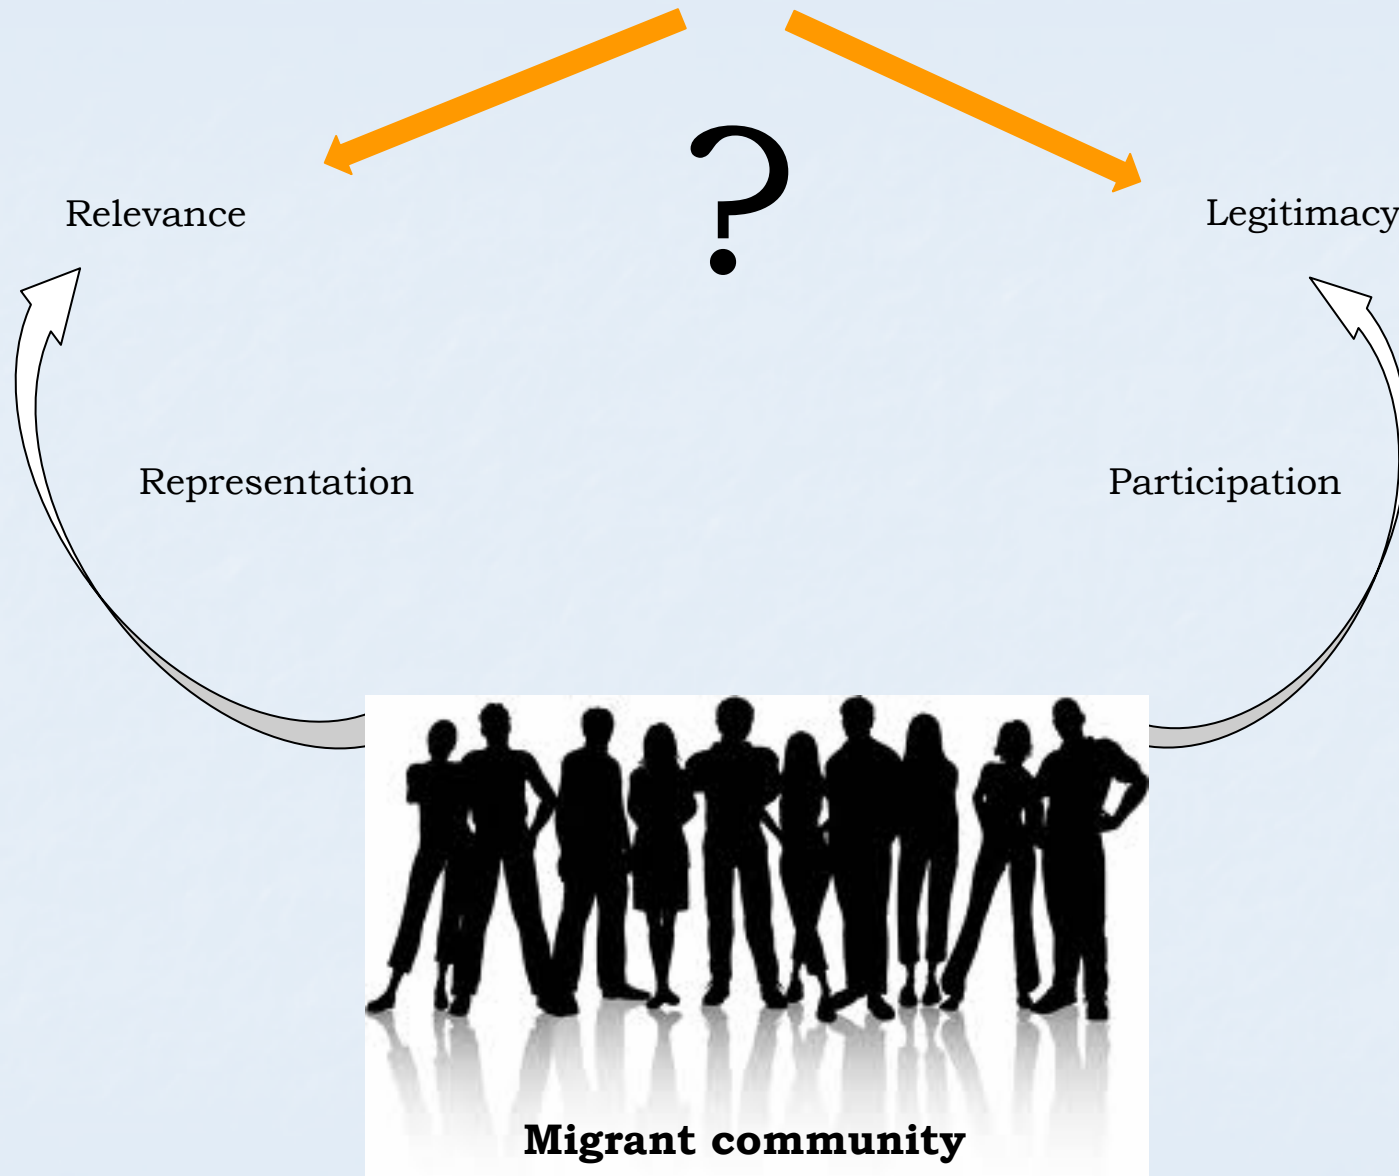 ?
Relevance
Legitimacy
Representation
Participation
Migrant community